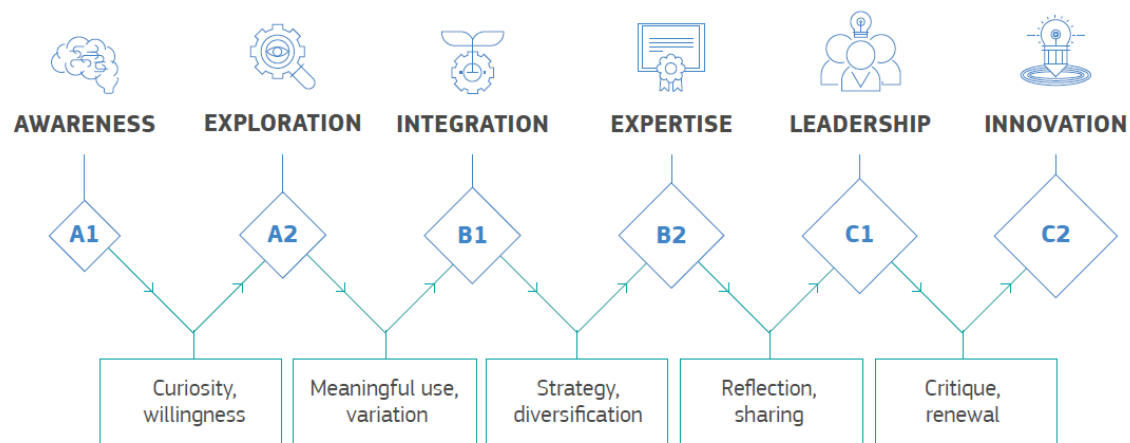 AWARENESS
EXPLORATION
INTEGRATION
EXPERTISE
LEADERSHIP
INNOVATION
A1
A2
B1
B2
C1
C2
Curiosity,
willingness
Meaningful use,
variation
Strategy,
diversification
Reflection,
sharing
Critique,
renewal